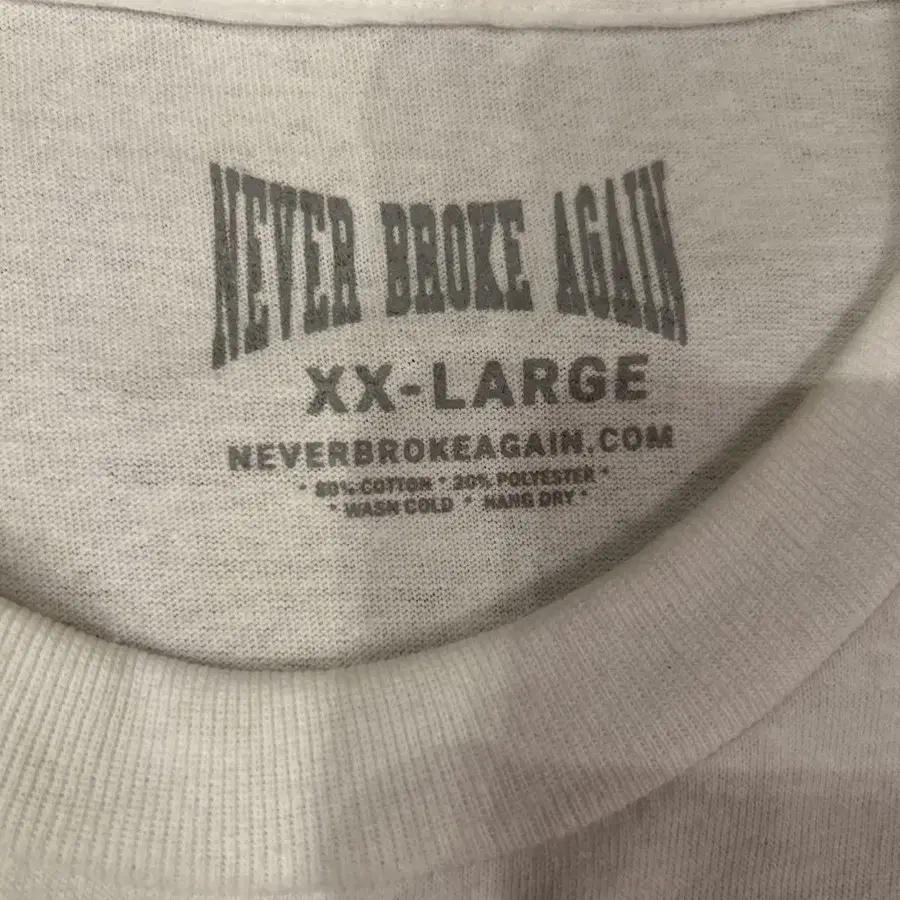 NEVER BROKE AGAIN
XX-LARGE
NEVERBROKEAGAIN.COM
* 80% COTTON * 20% POLYESTER *
* WASH COLD * HANG DRY *